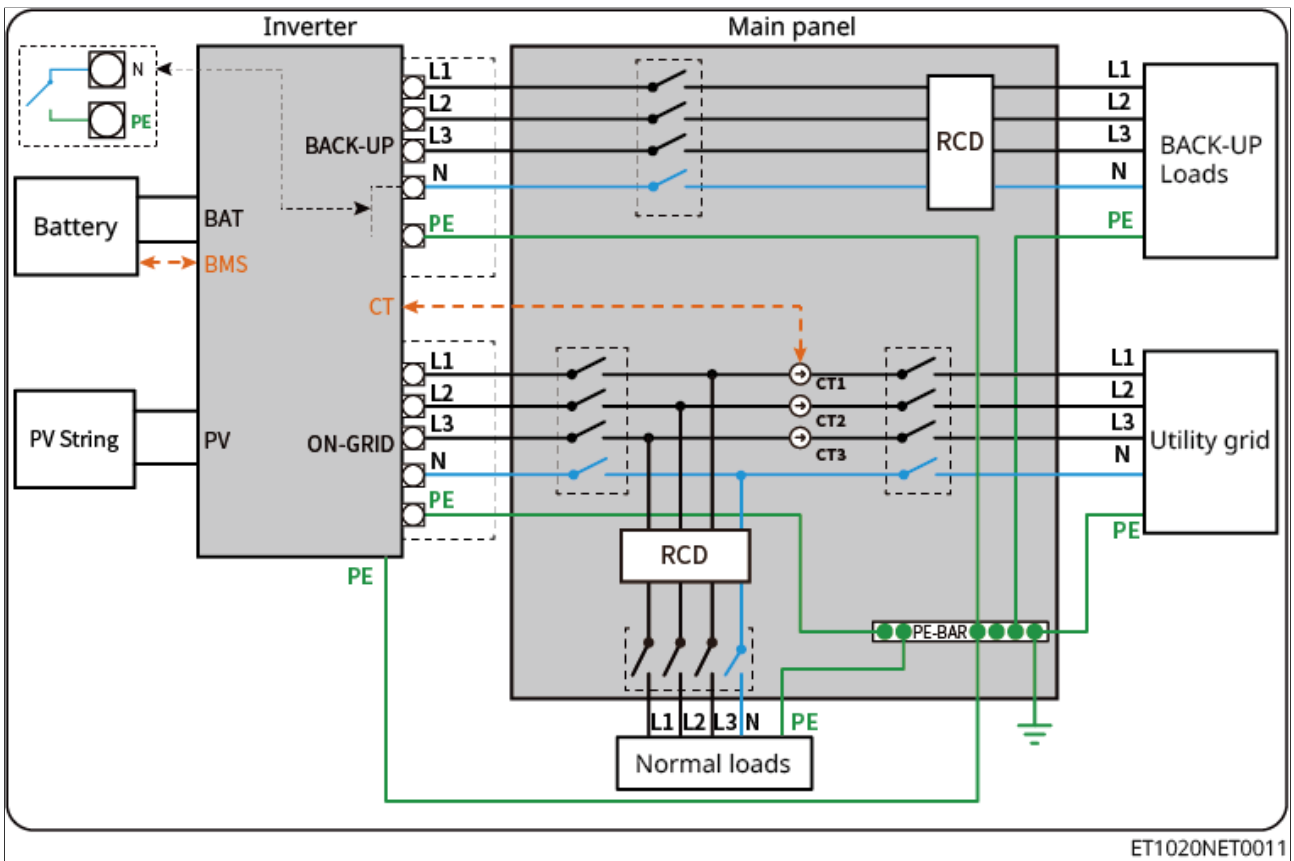 Inverter
Main panel
N
PE
L1
L2
L3
N
PE
BACK-UP
RCD
L1
L2
L3
N
PE
BACK-UP
Loads
Battery
BAT
BMS
CT
PV String
PV
ON-GRID
L1
L2
L3
N
PE
CT1
CT2
CT3
L1
L2
L3
N
PE
Utility grid
RCD
PE
PE-BAR
L1 L2 L3 N PE
Normal loads
ET1020NET0011